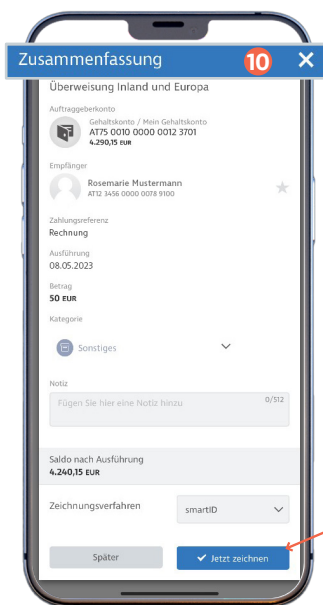 Zusammenfassung 10 ×
Überweisung Inland und Europa
Auftraggeberkonto
Gehaltskonto / Mein Gehaltskonto
AT75 0010 0000 0012 3701
4.290,15 EUR
Empfänger
Rosemarie Mustermann
AT12 3456 0000 0078 9100
Zahlungsreferenz
Rechnung
Ausführung
08.05.2023
Betrag
50 EUR
Kategorie
Sonstiges
Notiz
Fügen Sie hier eine Notiz hinzu 0/512
Saldo nach Ausführung
4.240,15 EUR
Zeichnungsverfahren smartID
Später Jetzt zeichnen